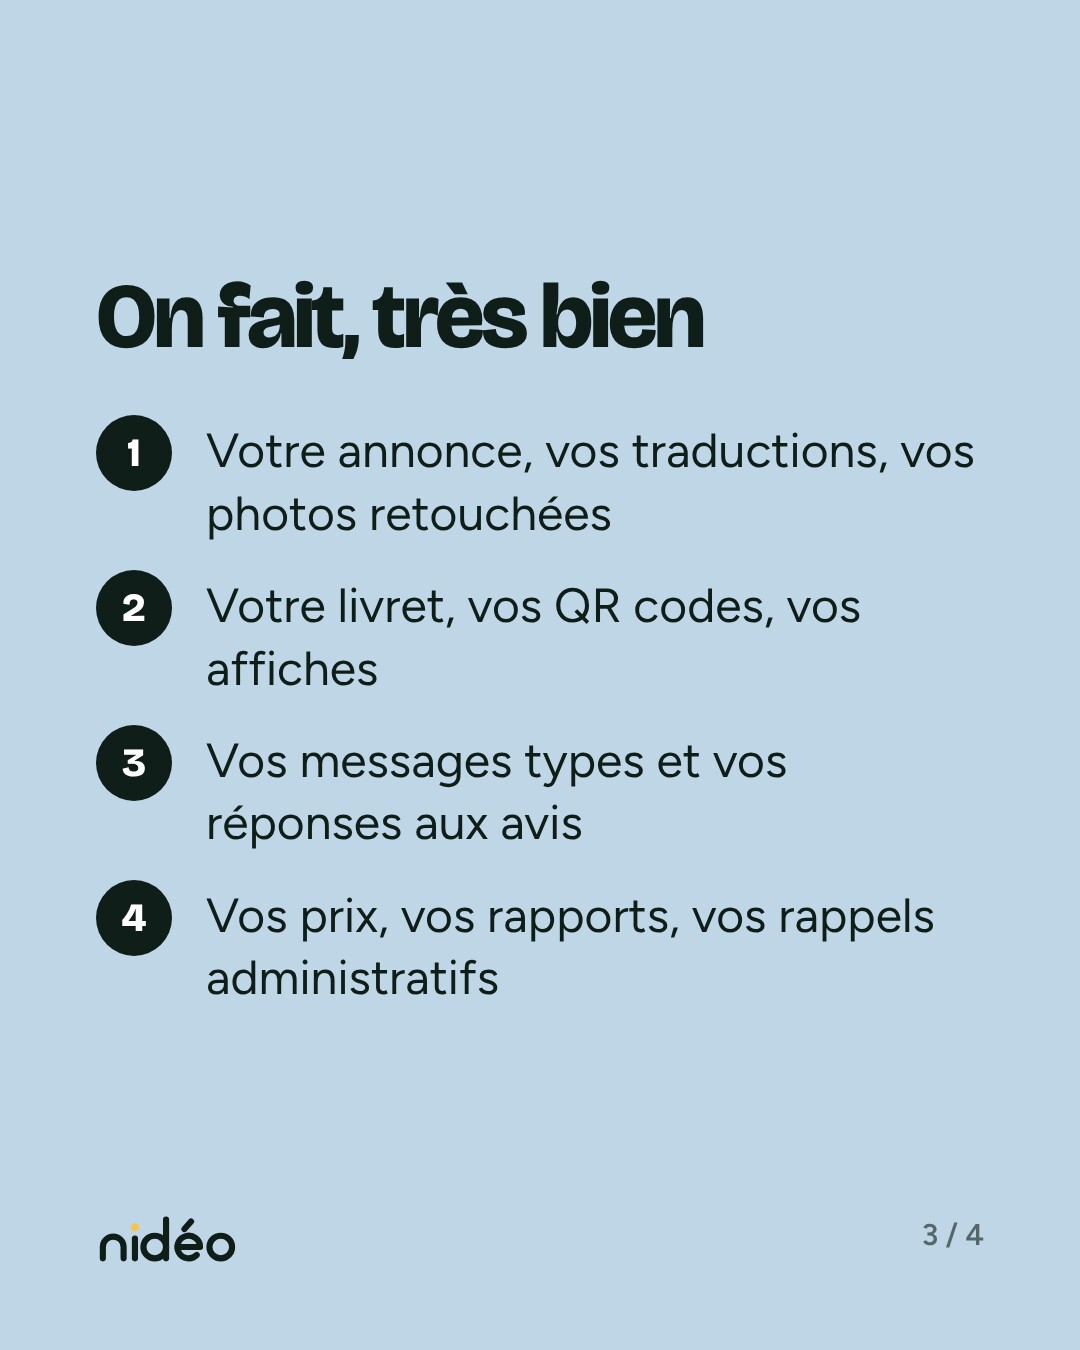 On fait, très bien
1 Votre annonce, vos traductions, vos
photos retouchées
2 Votre livret, vos QR codes, vos
affiches
3 Vos messages types et vos
réponses aux avis
4 Vos prix, vos rapports, vos rappels
administratifs
nidéo
3 / 4